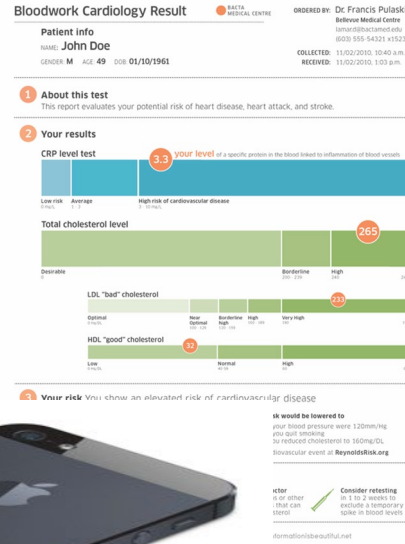 Bloodwork Cardiology Result
BACTA
MEDICAL CENTRE
ORDERED BY: Dr. Francis Pulaski
Bellevue Medical Centre
lamard@bactamed.edu
(603) 555-54321 x1523
Patient info
NAME: John Doe
GENDER: M AGE: 49 DOB: 01/10/1961
COLLECTED: 11/02/2010, 10:40 a.m.
RECEIVED: 11/02/2010, 1:03 p.m.
1 About this test
This report evaluates your potential risk of heart disease, heart attack, and stroke.
2 Your results
CRP level test
3.3 your level of a specific protein in the blood linked to inflammation of blood vessels
Low risk Average High risk of cardiovascular disease
Total cholesterol level
265
Desirable Borderline High
LDL "bad" cholesterol
233
Optimal Near Optimal Borderline High High Very High
HDL "good" cholesterol
32
Low Normal High
3 Your risk You show an elevated risk of cardiovascular disease
sk would be lowered to
your blood pressure were 120mm/Hg
you quit smoking
ou reduced cholesterol to 160mg/DL
diovascular event at ReynoldsRisk.org
ctor
s or other
that can
sterol
Consider retesting
in 1 to 2 weeks to
exclude a temporary
spike in blood levels
formationisbeautiful.net